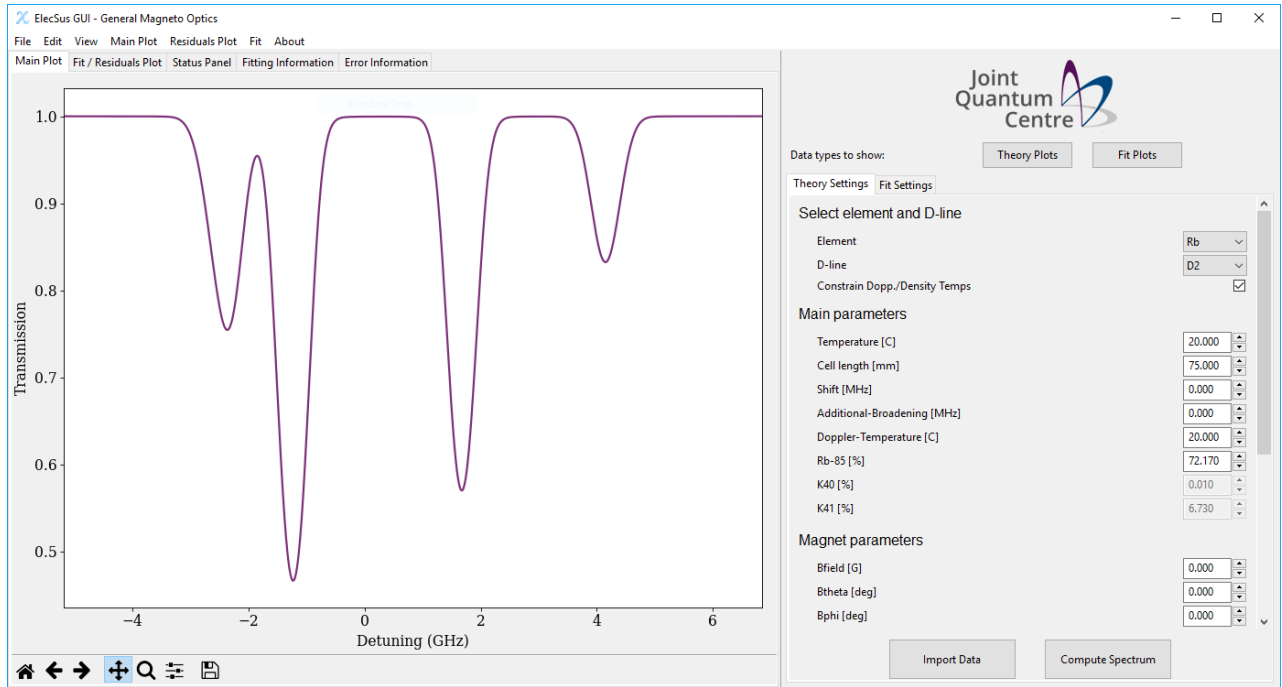 ElecSus GUI - General Magneto Optics
File Edit View Main Plot Residuals Plot Fit About
Main Plot Fit / Residuals Plot Status Panel Fitting Information Error Information
1.0
0.9
0.8
0.7
0.6
0.5
Transmission
−4 −2 0 2 4 6
Detuning (GHz)
Joint
Quantum
Centre
Data types to show: Theory Plots Fit Plots
Theory Settings Fit Settings
Select element and D-line
Element Rb
D-line D2
Constrain Dopp./Density Temps
Main parameters
Temperature [C] 20.000
Cell length [mm] 75.000
Shift [MHz] 0.000
Additional-Broadening [MHz] 0.000
Doppler-Temperature [C] 20.000
Rb-85 [%] 72.170
K40 [%] 0.010
K41 [%] 6.730
Magnet parameters
Bfield [G] 0.000
Btheta [deg] 0.000
Bphi [deg] 0.000
Import Data Compute Spectrum